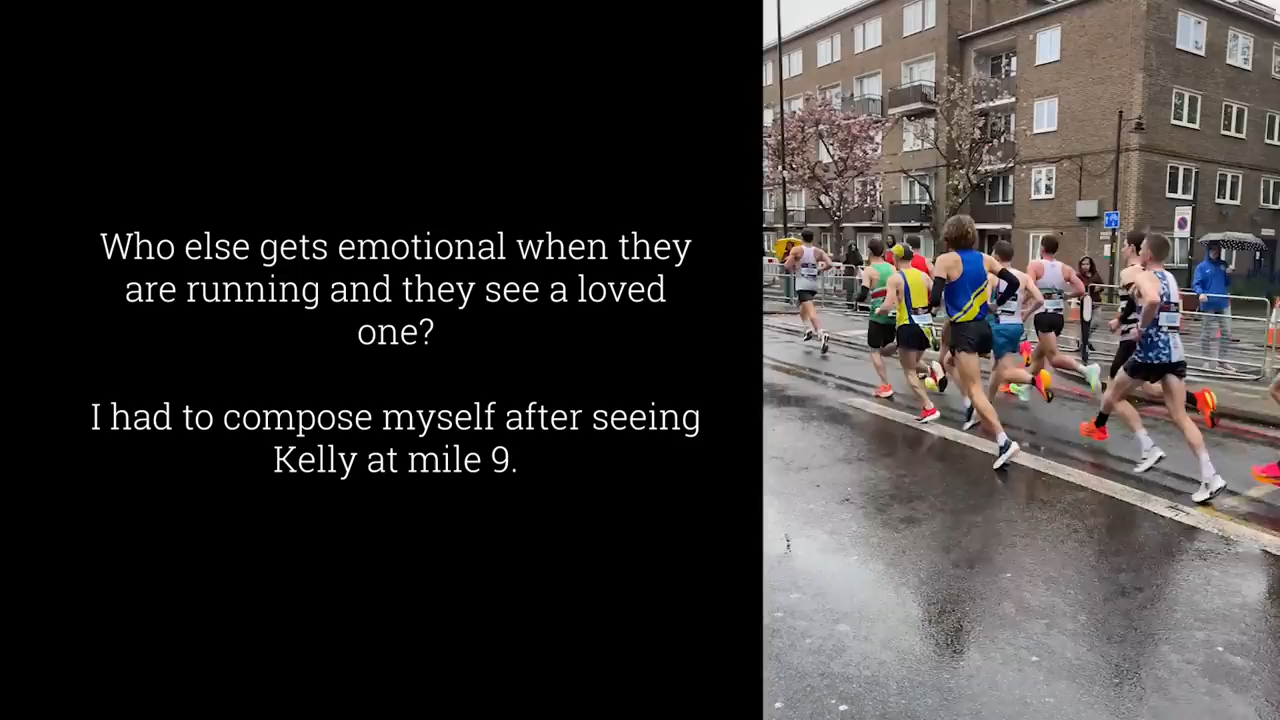 Who else gets emotional when they
are running and they see a loved
one?
I had to compose myself after seeing
Kelly at mile 9.